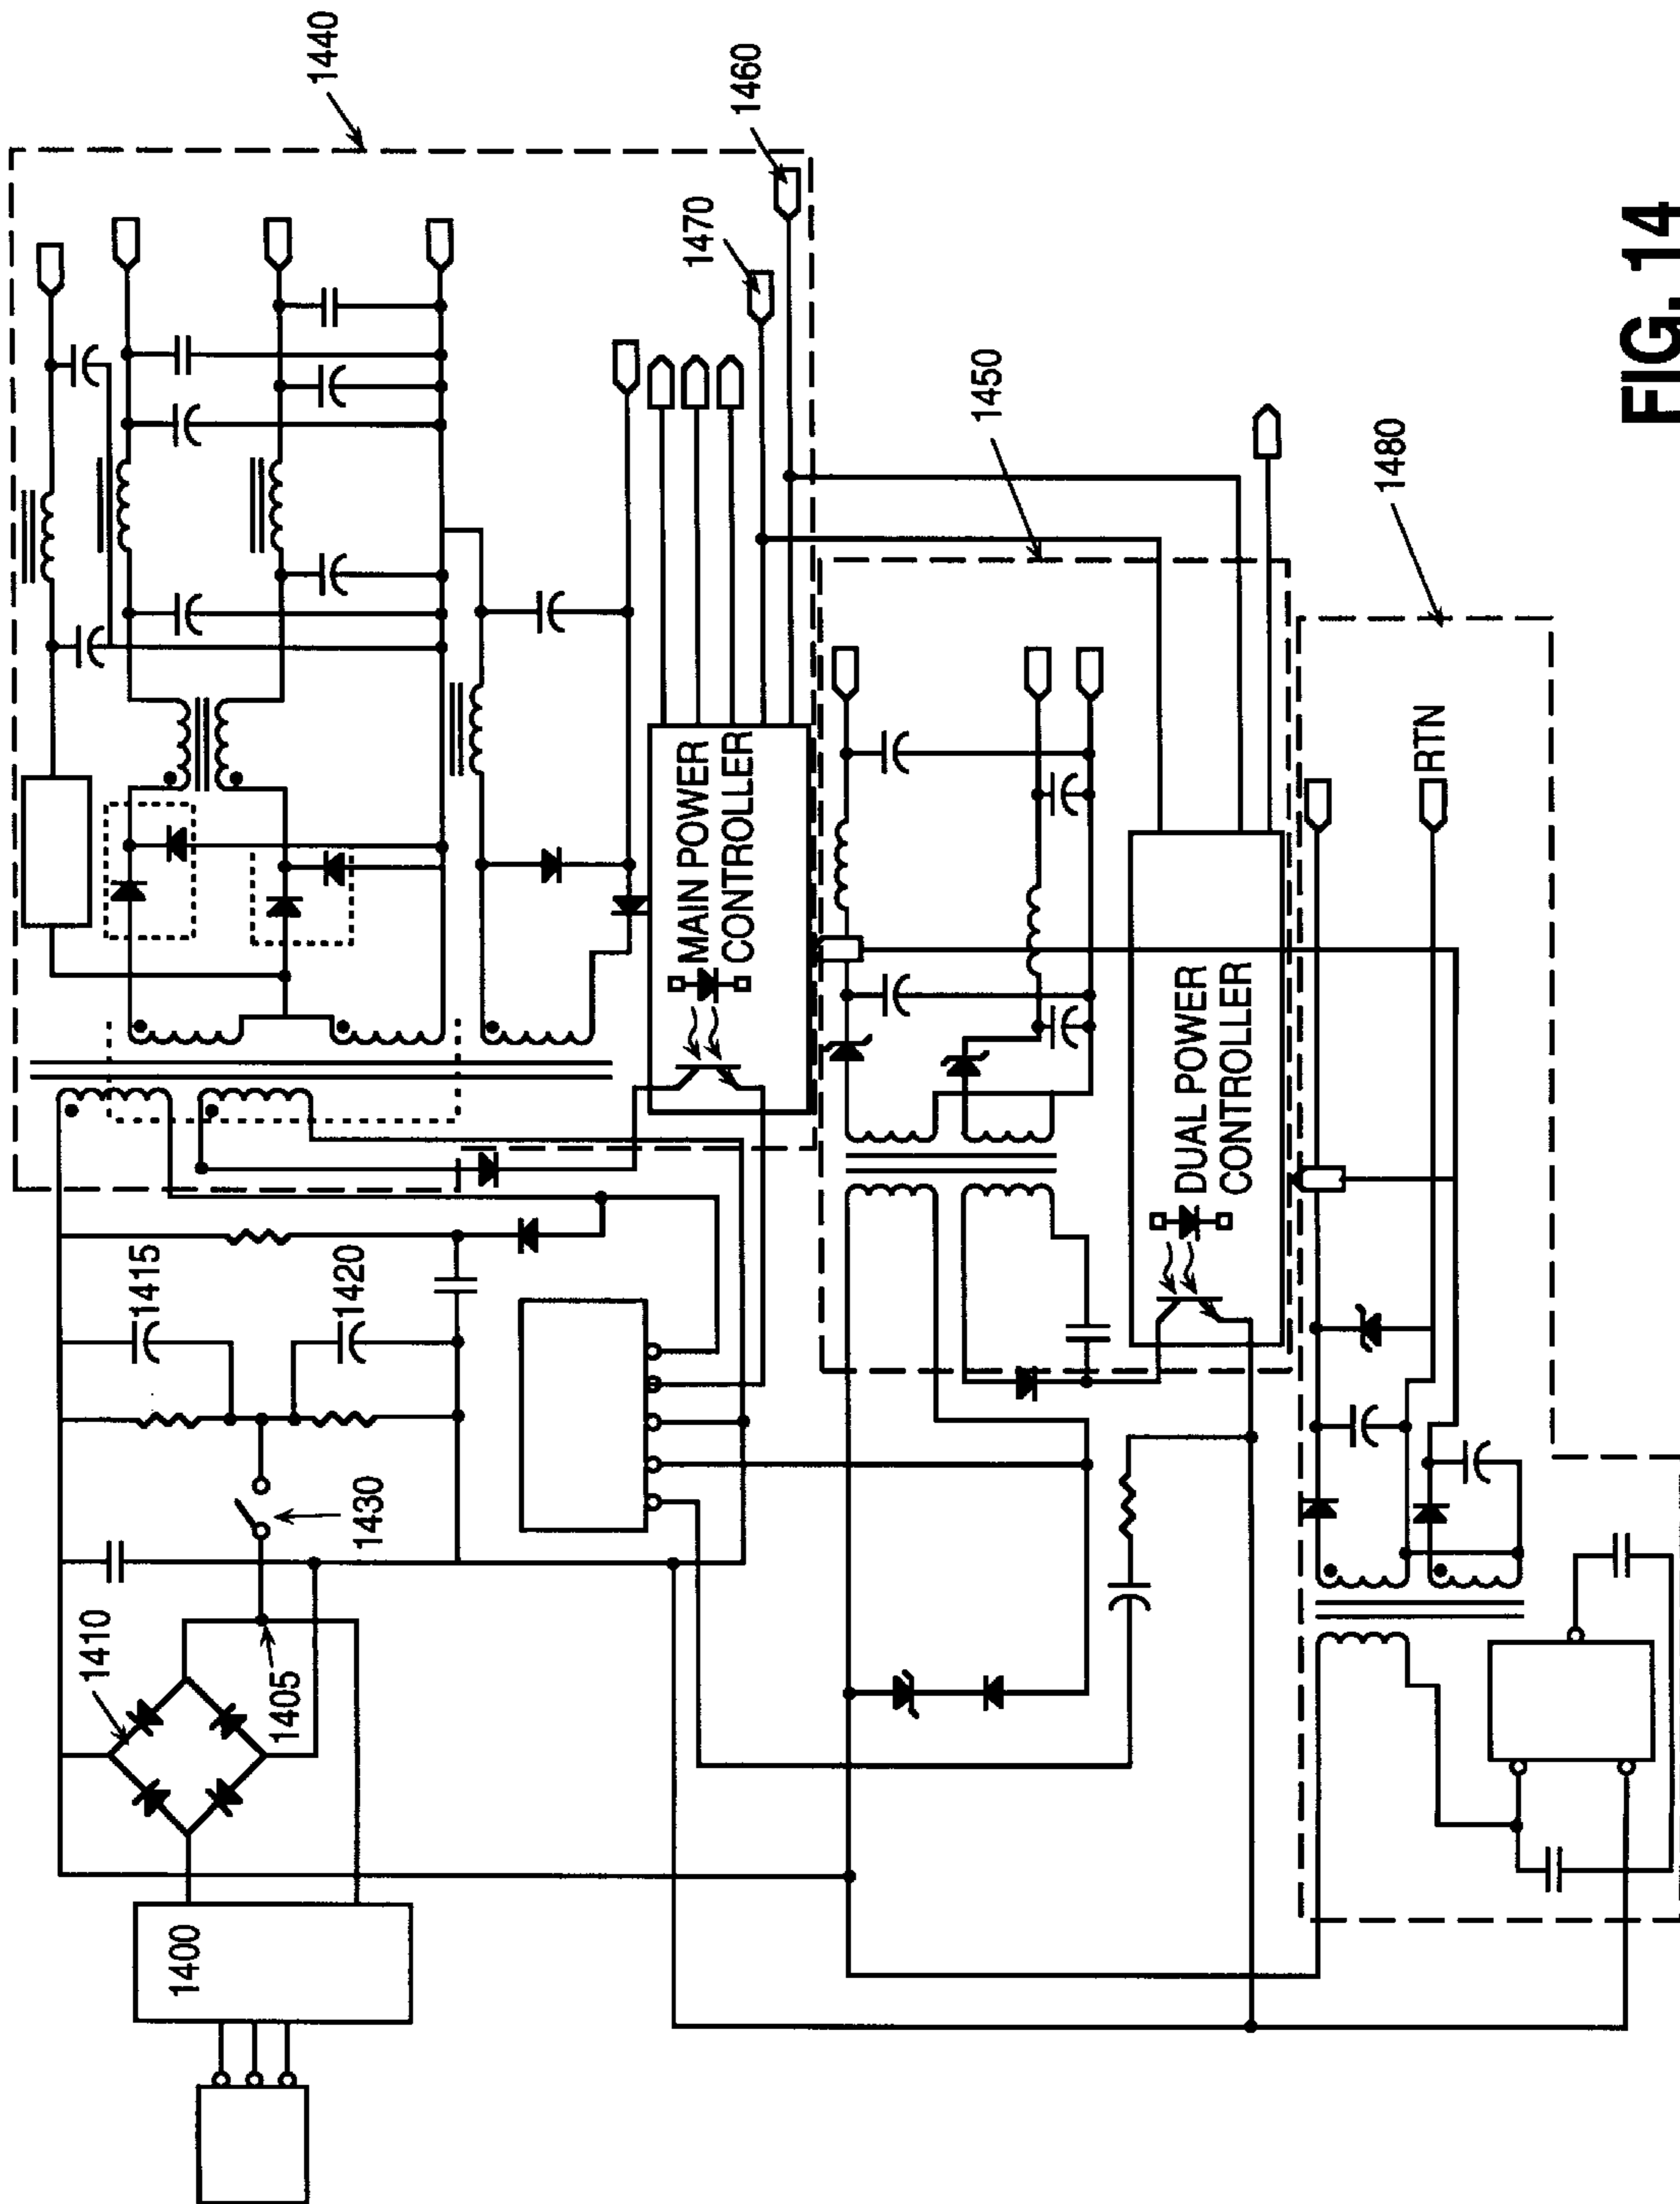 1440
1460
1470
1450
1480
MAIN POWER
CONTROLLER
RTN
DUAL POWER
CONTROLLER
1415
1420
1430
1410
1405
1400
FIG. 14